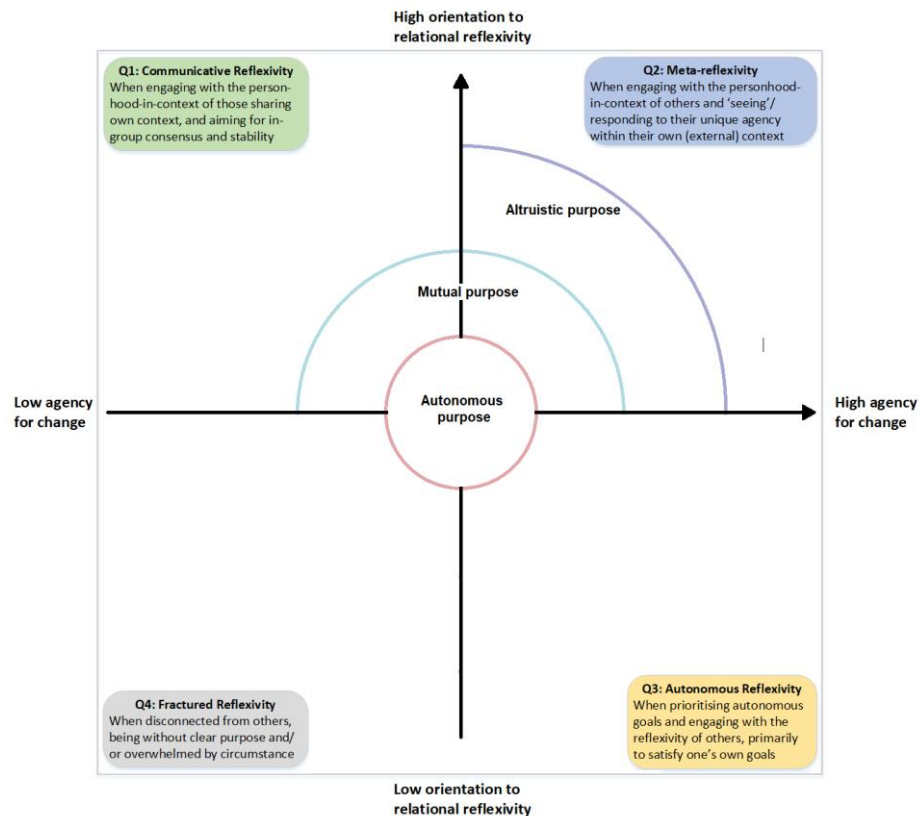 High orientation to
relational reflexivity
Q1: Communicative Reflexivity
When engaging with the person-
hood-in-context of those sharing
own context, and aiming for in-
group consensus and stability
Q2: Meta-reflexivity
When engaging with the personhood-
in-context of others and ‘seeing’/
responding to their unique agency
within their own (external) context
Altruistic purpose
Mutual purpose
Low agency
for change
Autonomous
purpose
High agency
for change
Q4: Fractured Reflexivity
When disconnected from others,
being without clear purpose and/
or overwhelmed by circumstance
Q3: Autonomous Reflexivity
When prioritising autonomous
goals and engaging with the
reflexivity of others, primarily
to satisfy one’s own goals
Low orientation to
relational reflexivity